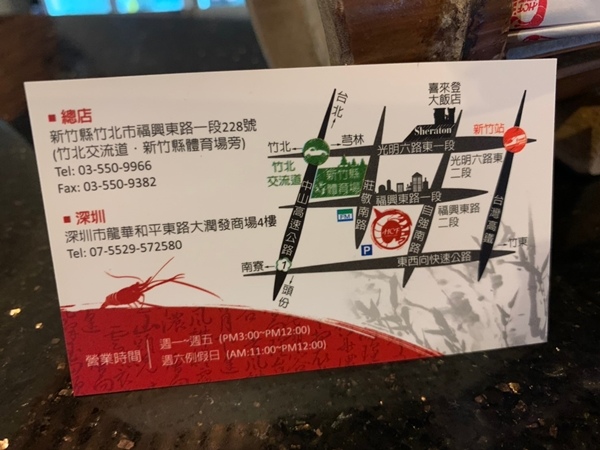 ■ 總店
新竹縣竹北市福興東路一段228號
(竹北交流道．新竹縣體育場旁)
Tel: 03-550-9966
Fax: 03-550-9382
■ 深圳
深圳市龍華和平東路大潤發商場4樓
Tel: 07-5529-572580
營業時間
週一~週五 (PM3:00~PM12:00)
週六例假日 (AM:11:00~PM12:00)
台北
喜來登
大飯店
Sheraton
新竹站
竹北
芎林
光明六路東一段
光明六路東
二段
竹北
交流道
新竹縣
體育場
中山高速公路
莊敬南路
福興東路一段
福興東路
二段
自強南路
台灣高鐵
P
南寮
1
頭份
東西向快速公路
竹東